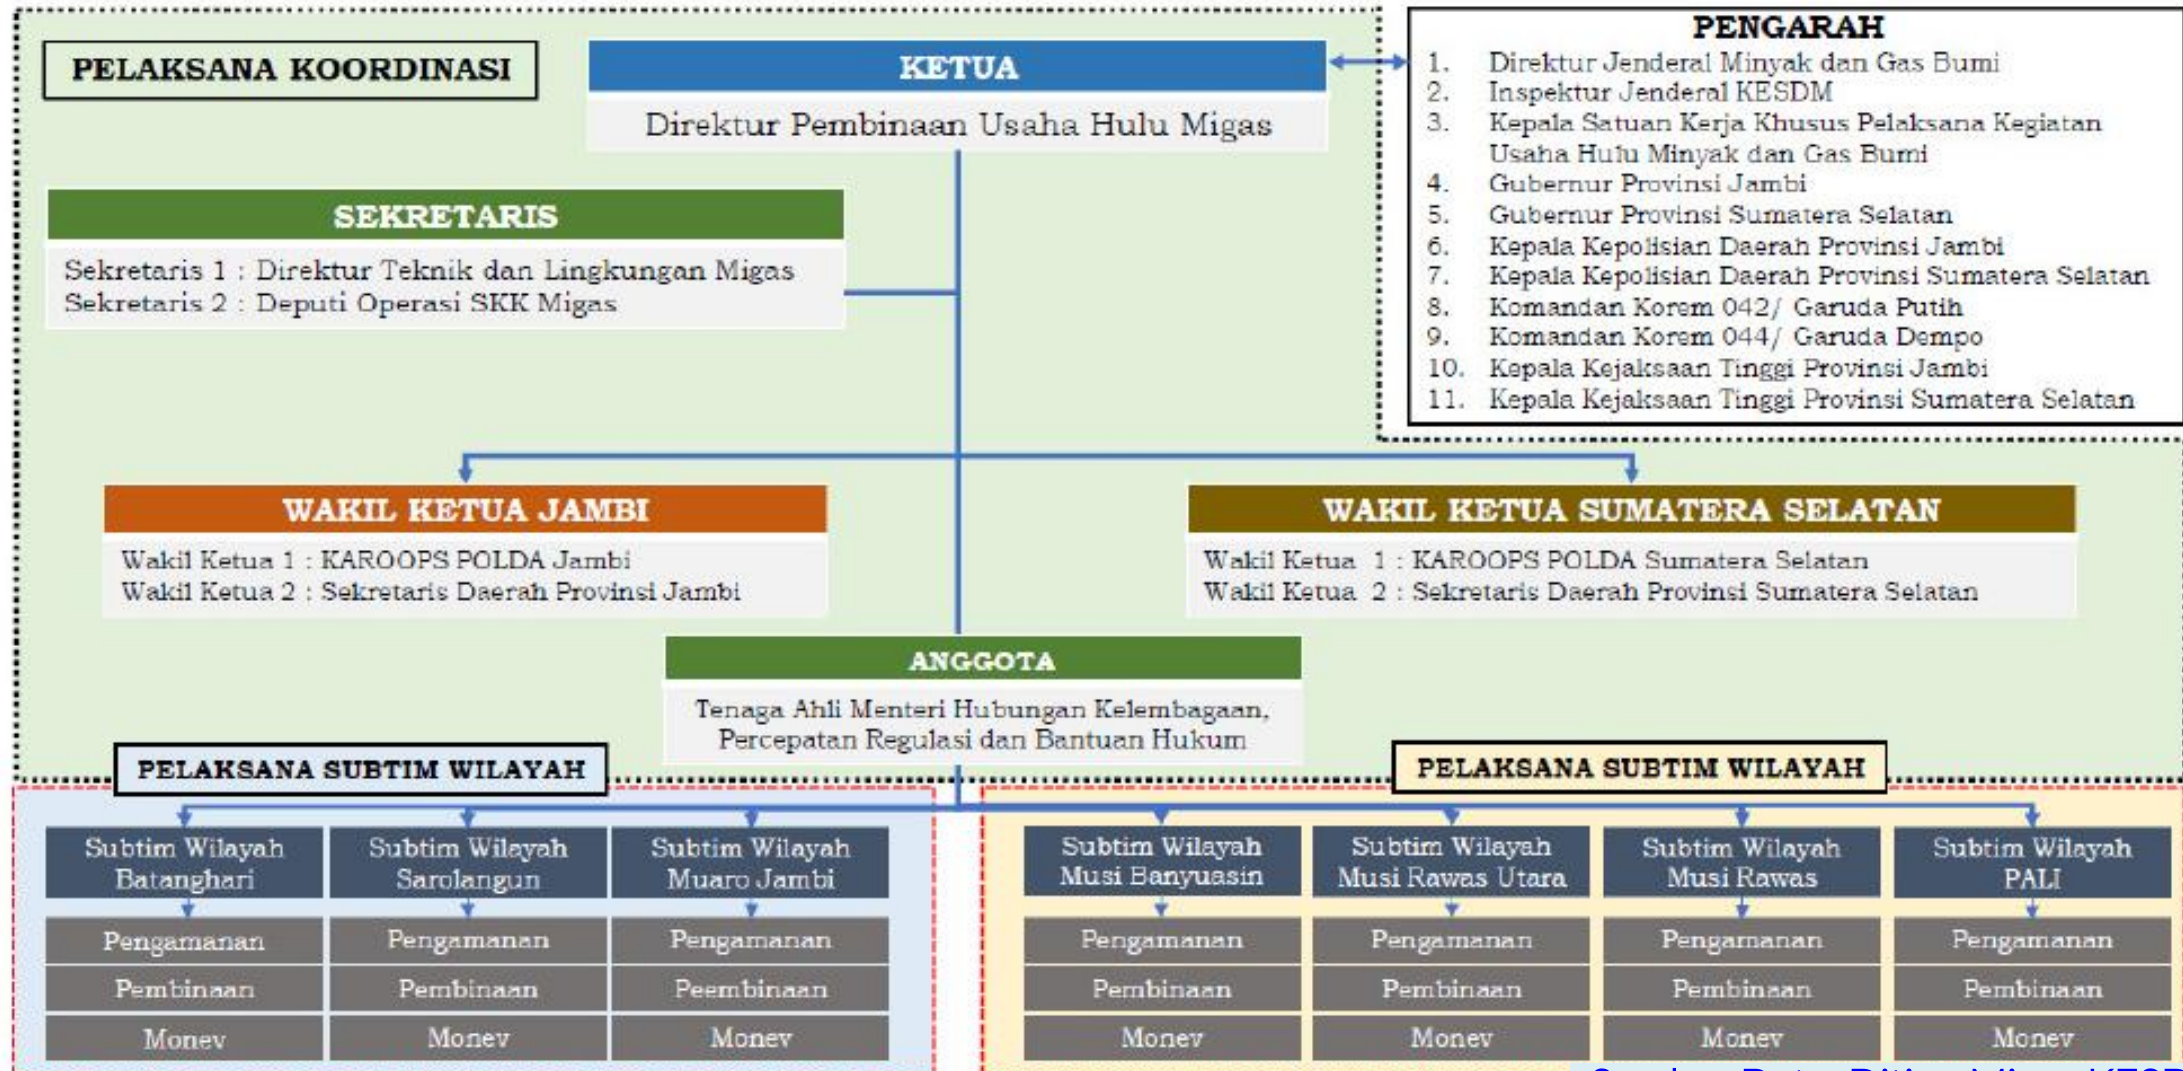 PELAKSANA KOORDINASI
KETUA
Direktur Pembinaan Usaha Hulu Migas
PENGARAH
1. Direktur Jenderal Minyak dan Gas Bumi
2. Inspektur Jenderal KESDM
3. Kepala Satuan Kerja Khusus Pelaksana Kegiatan
Usaha Hulu Minyak dan Gas Bumi
4. Gubernur Provinsi Jambi
5. Gubernur Provinsi Sumatera Selatan
6. Kepala Kepolisian Daerah Provinsi Jambi
7. Kepala Kepolisian Daerah Provinsi Sumatera Selatan
8. Komandan Korem 042/ Garuda Putih
9. Komandan Korem 044/ Garuda Dempo
10. Kepala Kejaksaan Tinggi Provinsi Jambi
11. Kepala Kejaksaan Tinggi Provinsi Sumatera Selatan
SEKRETARIS
Sekretaris 1 : Direktur Teknik dan Lingkungan Migas
Sekretaris 2 : Deputi Operasi SKK Migas
WAKIL KETUA JAMBI
Wakil Ketua 1 : KAROOPS POLDA Jambi
Wakil Ketua 2 : Sekretaris Daerah Provinsi Jambi
WAKIL KETUA SUMATERA SELATAN
Wakil Ketua 1 : KAROOPS POLDA Sumatera Selatan
Wakil Ketua 2 : Sekretaris Daerah Provinsi Sumatera Selatan
ANGGOTA
Tenaga Ahli Menteri Hubungan Kelembagaan,
Percepatan Regulasi dan Bantuan Hukum
PELAKSANA SUBTIM WILAYAH
Subtim Wilayah
Batanghari
Pengamanan
Pembinaan
Monev
Subtim Wilayah
Sarolangun
Pengamanan
Pembinaan
Monev
Subtim Wilayah
Muaro Jambi
Pengamanan
Peembinaan
Monev
PELAKSANA SUBTIM WILAYAH
Subtim Wilayah
Musi Banyuasin
Pengamanan
Pembinaan
Monev
Subtim Wilayah
Musi Rawas Utara
Pengamanan
Pembinaan
Monev
Subtim Wilayah
Musi Rawas
Pengamanan
Pembinaan
Monev
Subtim Wilayah
PALI
Pengamanan
Pembinaan
Monev